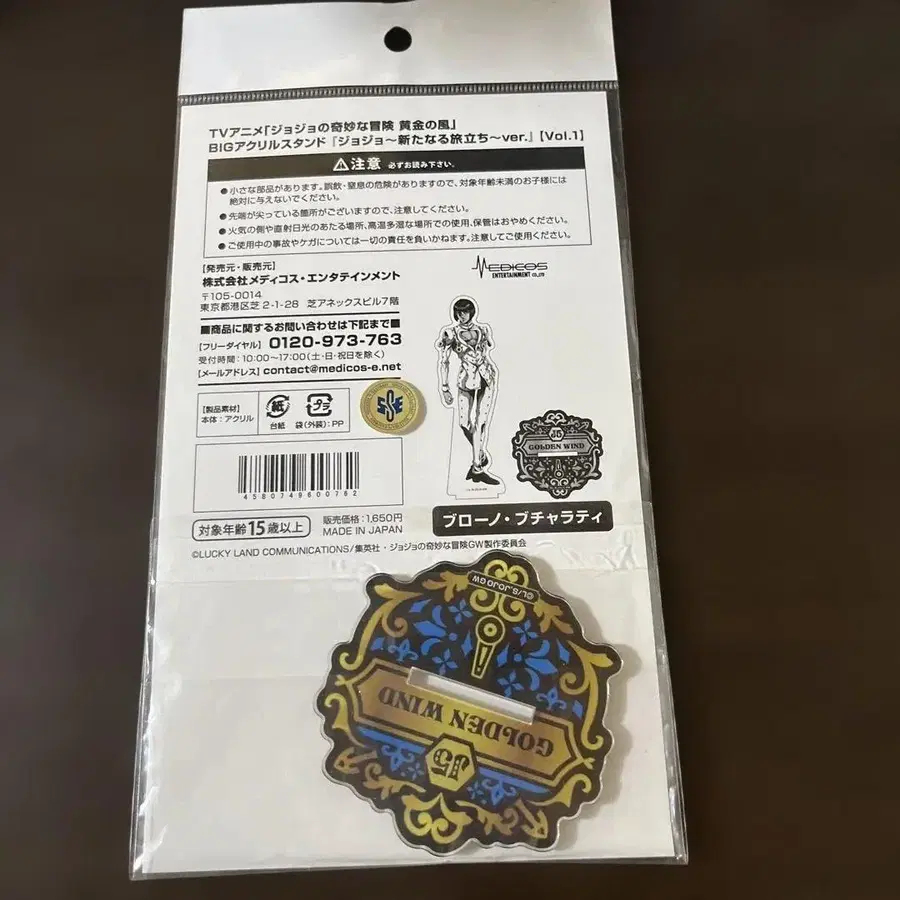 TVアニメ「ジョジョの奇妙な冒険 黄金の風」
BIGアクリルスタンド『ジョジョ〜新たなる旅立ち〜ver.』【Vol.1】
注意 必ずお読み下さい。
●小さな部品があります。誤飲・窒息の危険がありますので、対象年齢未満のお子様には
絶対に与えないでください。
●先端が尖っている箇所がございますので、注意してください。
●火気の側や直射日光のあたる場所、高温多湿な場所での使用、保管はおやめください。
●ご使用中の事故やケガについては一切の責任を負いかねます。注意してご使用ください。
【発売元・販売元】
株式会社メディコス・エンタテインメント
〒105-0014
東京都港区芝2-1-28 芝アネックスビル7階
■商品に関するお問い合わせは下記まで■
【フリーダイヤル】 0120-973-763
受付時間：10:00〜17:00(土・日・祝日を除く)
【メールアドレス】 contact@medicos-e.net
MEDICOS
ENTERTAINMENT CO.,LTD
【製品素材】
本体：アクリル
紙
台紙
プラ
袋(外装)：PP
SSE
J5
GOLDEN WIND
4580749600762
対象年齢15歳以上
販売価格：1,650円
MADE IN JAPAN
ブローノ・ブチャラティ
©LUCKY LAND COMMUNICATIONS/集英社・ジョジョの奇妙な冒険GW製作委員会
©L/S,JOJOGW
GOLDEN WIND
J5